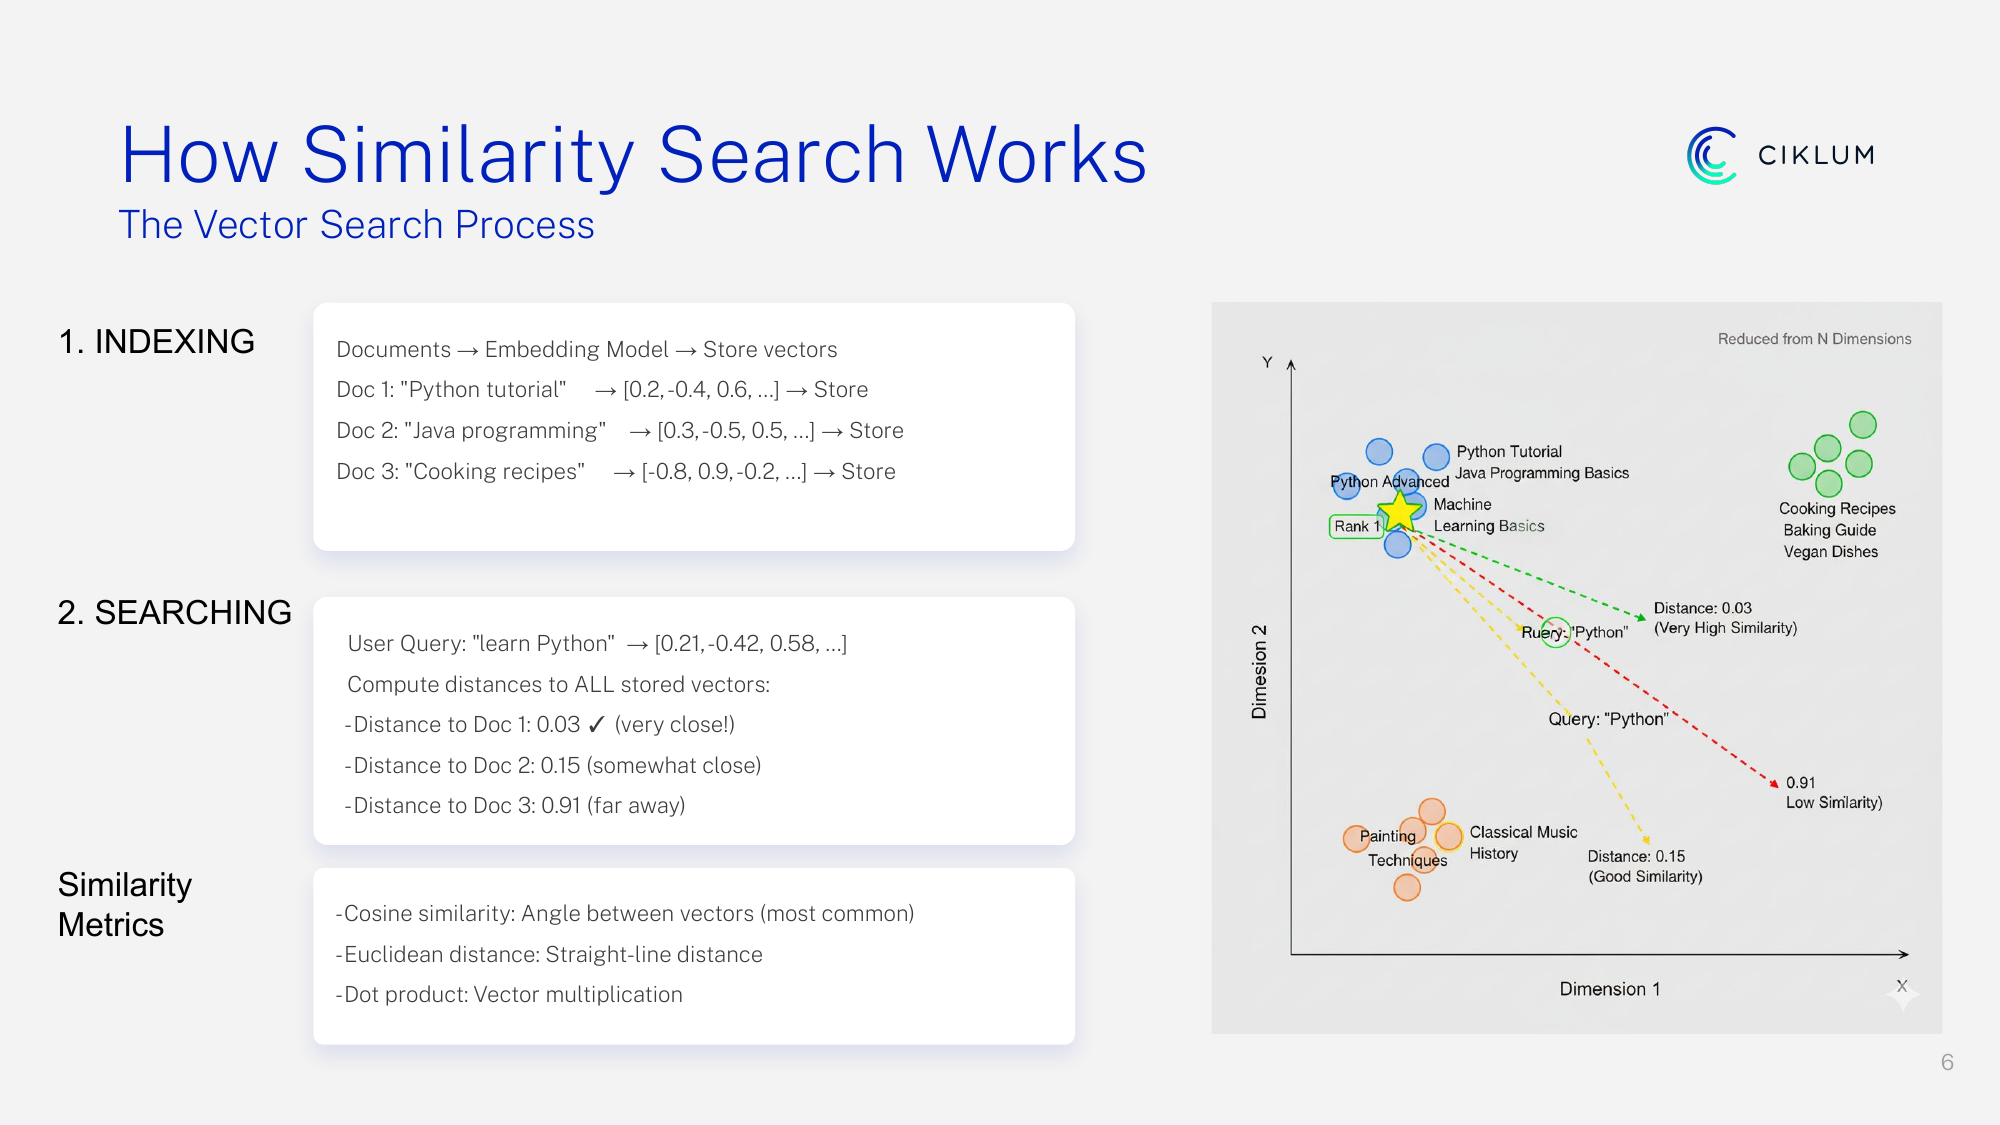 How Similarity Search Works
The Vector Search Process
CIKLUM
1. INDEXING
Documents → Embedding Model → Store vectors
Doc 1: "Python tutorial" → [0.2, -0.4, 0.6, ...] → Store
Doc 2: "Java programming" → [0.3, -0.5, 0.5, ...] → Store
Doc 3: "Cooking recipes" → [-0.8, 0.9, -0.2, ...] → Store
2. SEARCHING
User Query: "learn Python" → [0.21, -0.42, 0.58, ...]
Compute distances to ALL stored vectors:
- Distance to Doc 1: 0.03 ✓ (very close!)
- Distance to Doc 2: 0.15 (somewhat close)
- Distance to Doc 3: 0.91 (far away)
Similarity
Metrics
- Cosine similarity: Angle between vectors (most common)
- Euclidean distance: Straight-line distance
- Dot product: Vector multiplication
Reduced from N Dimensions
Y
Python Tutorial
Java Programming Basics
Python Advanced
Machine
Learning Basics
Rank 1
Cooking Recipes
Baking Guide
Vegan Dishes
Distance: 0.03
(Very High Similarity)
Ruery: "Python"
Dimesion 2
Query: "Python"
0.91
Low Similarity)
Painting
Techniques
Classical Music
History
Distance: 0.15
(Good Similarity)
Dimension 1
X
6